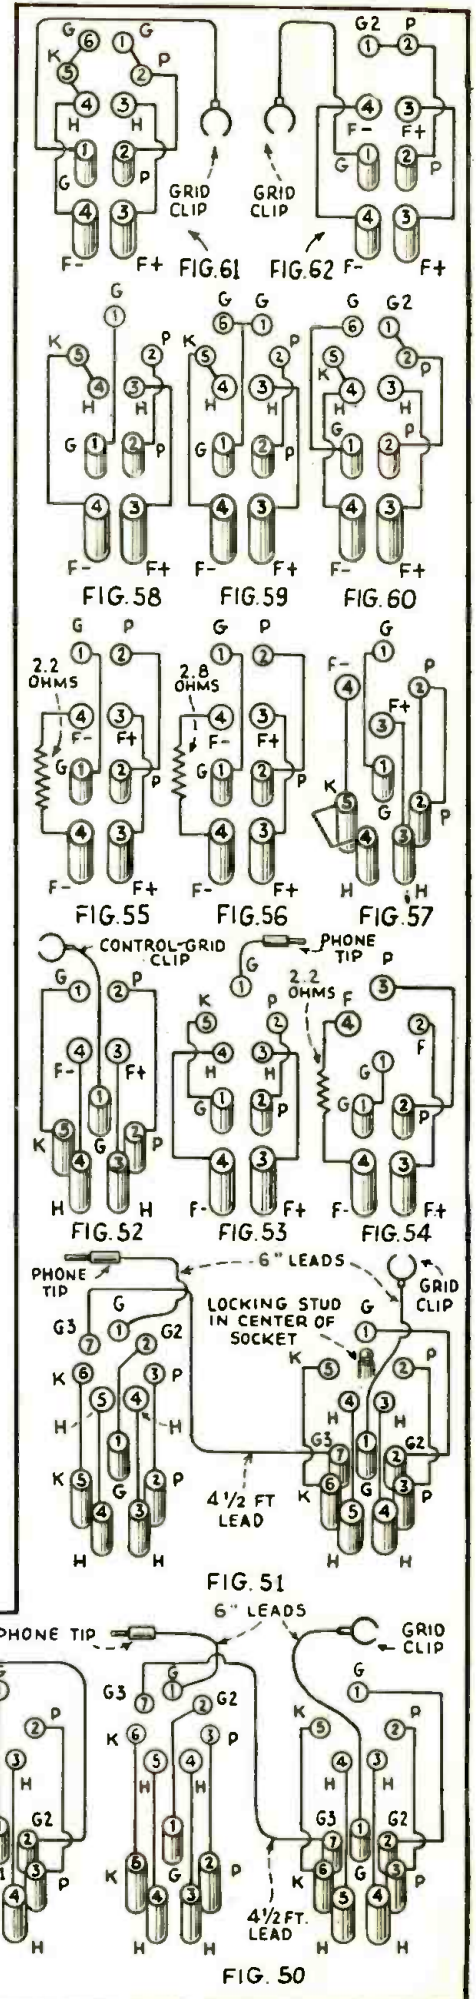 G G
6 1
K P
5 2
4 3
H H
1 2
G P
4 3
F- F+
GRID
CLIP
FIG.61
G2 P
1 2
4 3
F- F+
G 1 2 P
GRID
CLIP
4 3
FIG.62 F- F+
G
1
K 5 2 P
4 3
H H
G 1 2 P
4 3
F- F+
FIG.58
G G
6 1
K 5 2 P
4 3
H H
G 1 2 P
4 3
F- F+
FIG.59
G G2
6 1
K 5 2 P
4 3
H H
G 1 2 P
4 3
F- F+
FIG.60
G P
1 2
2.2
OHMS
4 3
F- F+
G 1 2 P
4 3
F- F+
FIG.55
G P
1 2
2.8
OHMS
4 3
F- F+
G 1 2 P
4 3
F- F+
FIG.56
G
1
F- P
4 2
F+
3
1
K 5 G 2 P
4 3
H H
FIG.57
CONTROL-GRID
CLIP
G 1 2 P
4 3
F- F+
1
K 5 G 2 P
4 3
H H
FIG.52
PHONE
TIP
G
1
K P
5 2
4 3
H H
G 1 2 P
4 3
F- F+
FIG.53
P
3
2.2 F
OHMS
4 2
F
G 1
G 1 2 P
4 3
F- F+
FIG.54
PHONE
TIP
6" LEADS
GRID
CLIP
LOCKING STUD
IN CENTER OF
SOCKET
G
G3 1 G2
7 2
K 6 3 P
5 4
H H
1
K 5 G 2 P
4 3
H H
4 1/2 FT
LEAD
G
1
K 5 2 P
4 3
H H
G3 7 1 2 G2
K 6 G 3 P
5 4
H H
FIG. 51
PHONE TIP
6" LEADS
GRID
CLIP
G
2 P
3
H
G2
1 2
3 P
4
H
G
G3 1 G2
7 2
K 6 3 P
5 4
H H
1
K 5 G 2 P
4 3
H H
4 1/2 FT.
LEAD
G
1
K 5 2 P
4 3
H H
G3 7 1 2 G2
K 6 G 3 P
5 4
H H
FIG. 50